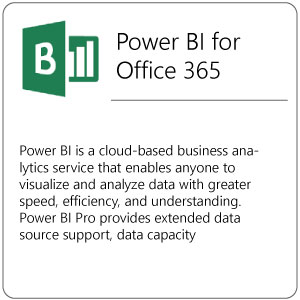 B
Power BI for
Office 365
Power BI is a cloud-based business ana-
lytics service that enables anyone to
visualize and analyze data with greater
speed, efficiency, and understanding.
Power BI Pro provides extended data
source support, data capacity